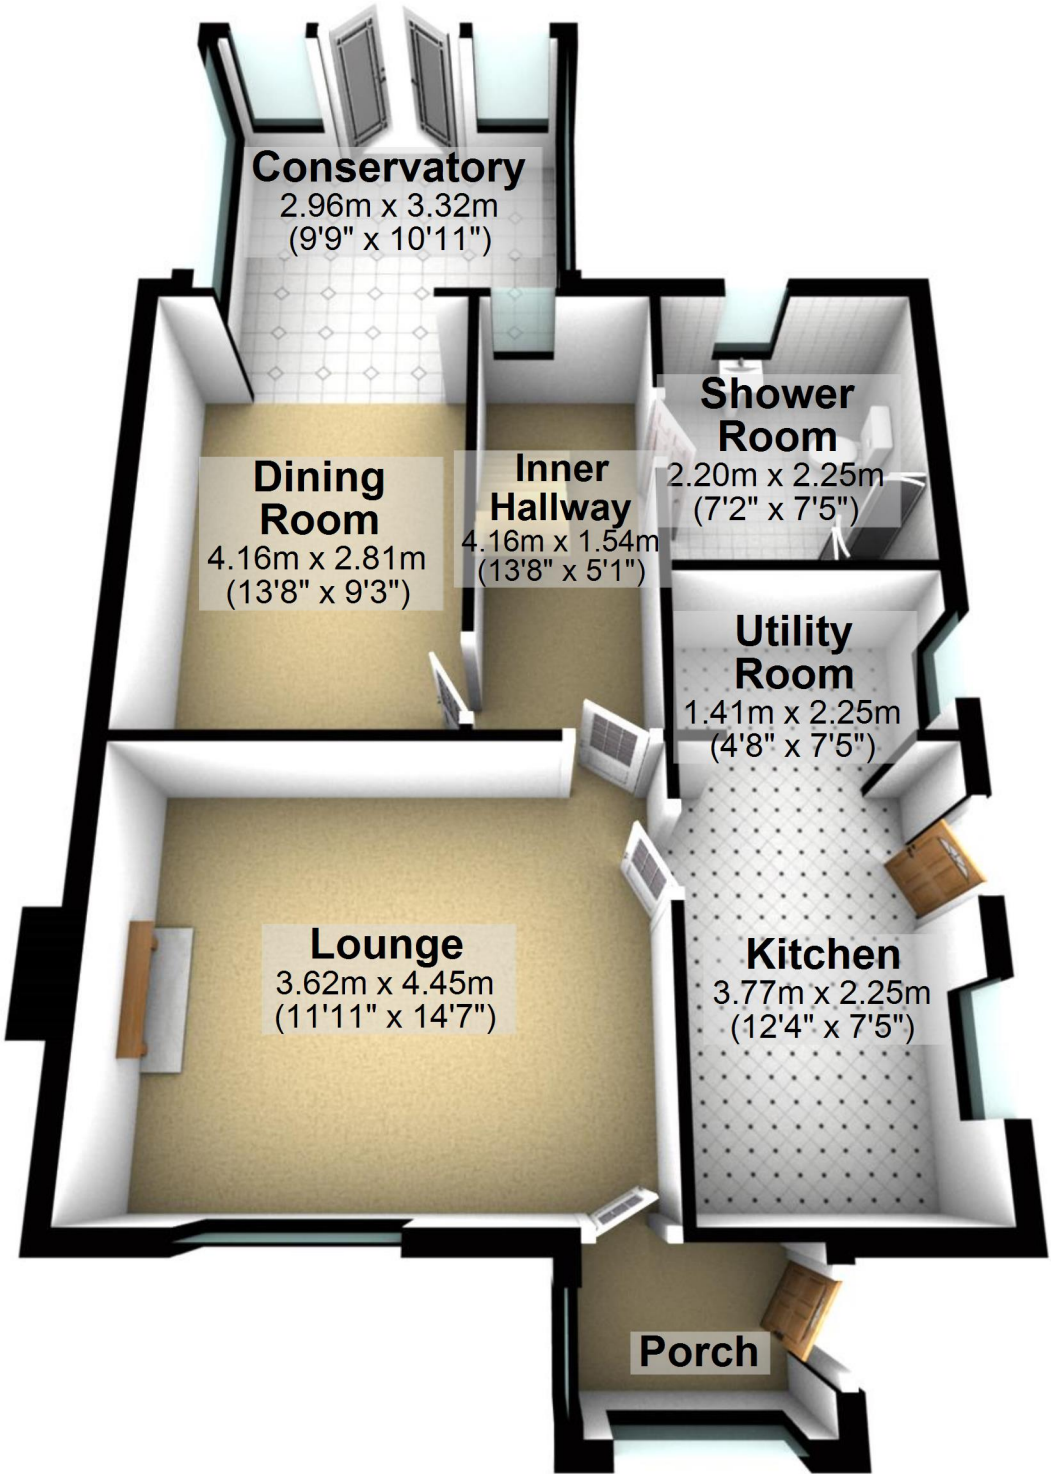 Conservatory
2.96m x 3.32m
(9'9" x 10'11")
Shower
Room
2.20m x 2.25m
(7'2" x 7'5")
Dining
Room
4.16m x 2.81m
(13'8" x 9'3")
Inner
Hallway
4.16m x 1.54m
(13'8" x 5'1")
Utility
Room
1.41m x 2.25m
(4'8" x 7'5")
Lounge
3.62m x 4.45m
(11'11" x 14'7")
Kitchen
3.77m x 2.25m
(12'4" x 7'5")
Porch